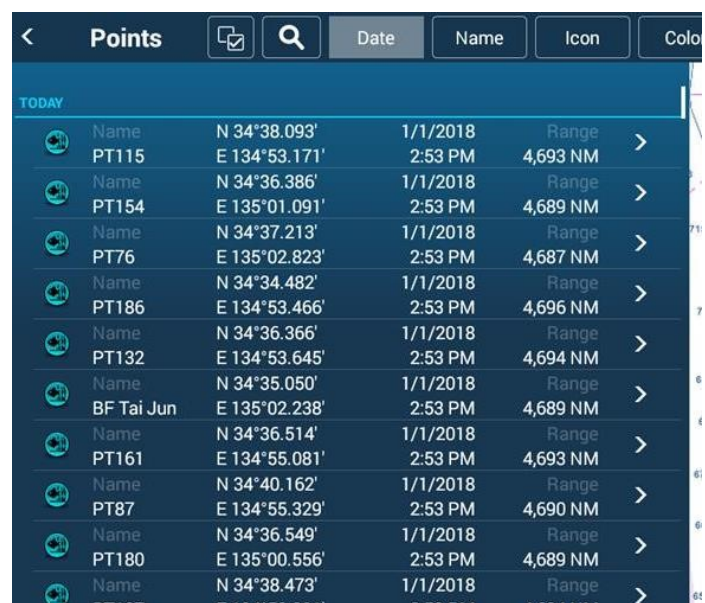 Points Date Name Icon
TODAY
Name N 34°38.093' 1/1/2018 Range
PT115 E 134°53.171' 2:53 PM 4,693 NM
Name N 34°36.386' 1/1/2018 Range
PT154 E 135°01.091' 2:53 PM 4,689 NM
Name N 34°37.213' 1/1/2018 Range
PT76 E 135°02.823' 2:53 PM 4,687 NM
Name N 34°34.482' 1/1/2018 Range
PT186 E 134°53.466' 2:53 PM 4,696 NM
Name N 34°36.366' 1/1/2018 Range
PT132 E 134°53.645' 2:53 PM 4,694 NM
Name N 34°35.050' 1/1/2018 Range
BF Tai Jun E 135°02.238' 2:53 PM 4,689 NM
Name N 34°36.514' 1/1/2018 Range
PT161 E 134°55.081' 2:53 PM 4,693 NM
Name N 34°40.162' 1/1/2018 Range
PT87 E 134°55.329' 2:53 PM 4,690 NM
Name N 34°36.549' 1/1/2018 Range
PT180 E 135°00.556' 2:53 PM 4,689 NM
Name N 34°38.473' 1/1/2018 Range